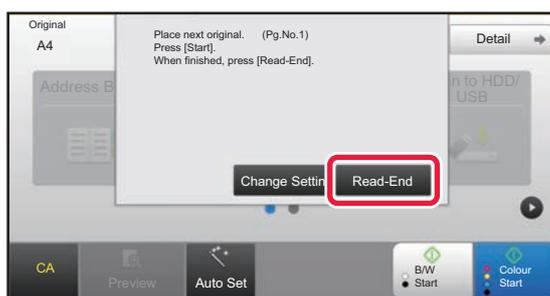 Original
A4
Place next original. (Pg.No.1)
Press [Start].
When finished, press [Read-End].
Detail
Address B
n to HDD/
USB
Change Settin
Read-End
CA
Preview
Auto Set
B/W
Start
Colour
Start